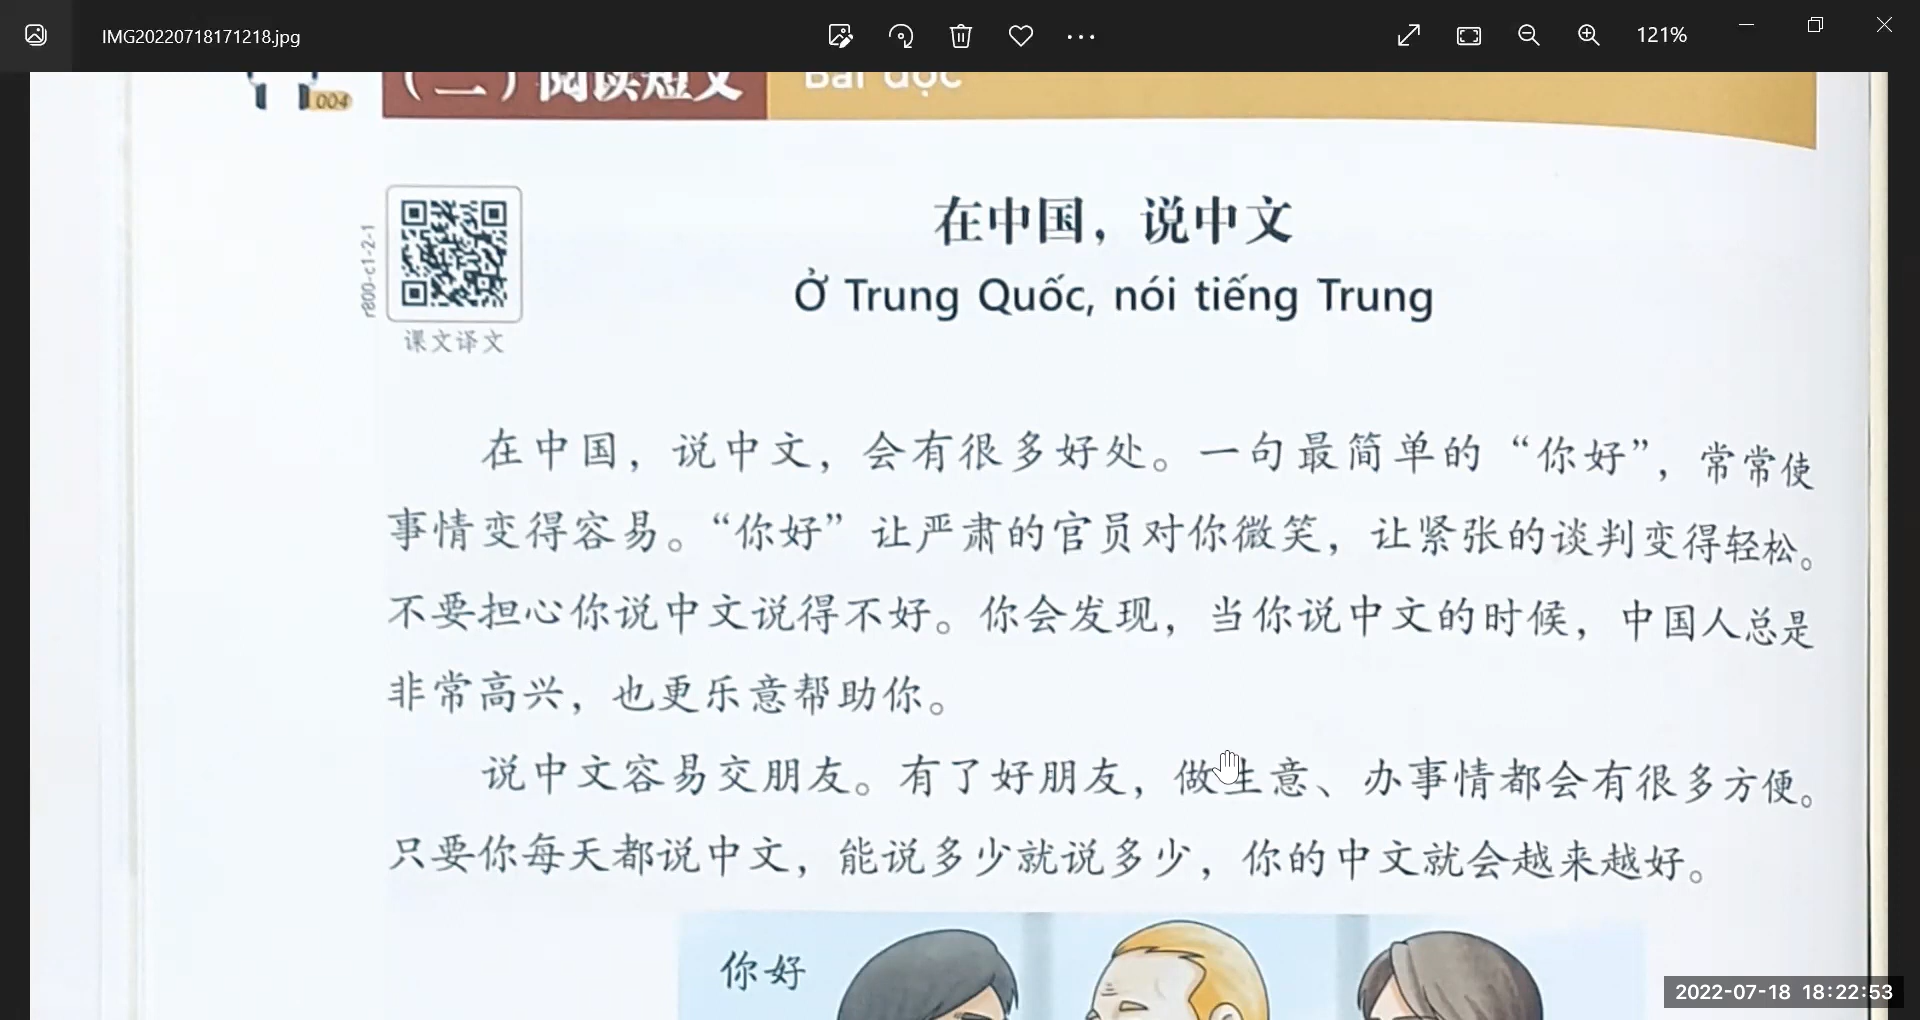 IMG20220718171218.jpg
121%
004
（二）阅读短文
Bài đọc
r800-c1-2-1
课文译文
在中国，说中文
Ở Trung Quốc, nói tiếng Trung
在中国，说中文，会有很多好处。一句最简单的“你好”，常常使
事情变得容易。“你好”让严肃的官员对你微笑，让紧张的谈判变得轻松。
不要担心你说中文说得不好。你会发现，当你说中文的时候，中国人总是
非常高兴，也更乐意帮助你。
说中文容易交朋友。有了好朋友，做生意、办事情都会有很多方便。
只要你每天都说中文，能说多少就说多少，你的中文就会越来越好。
你好
2022-07-18 18:22:53